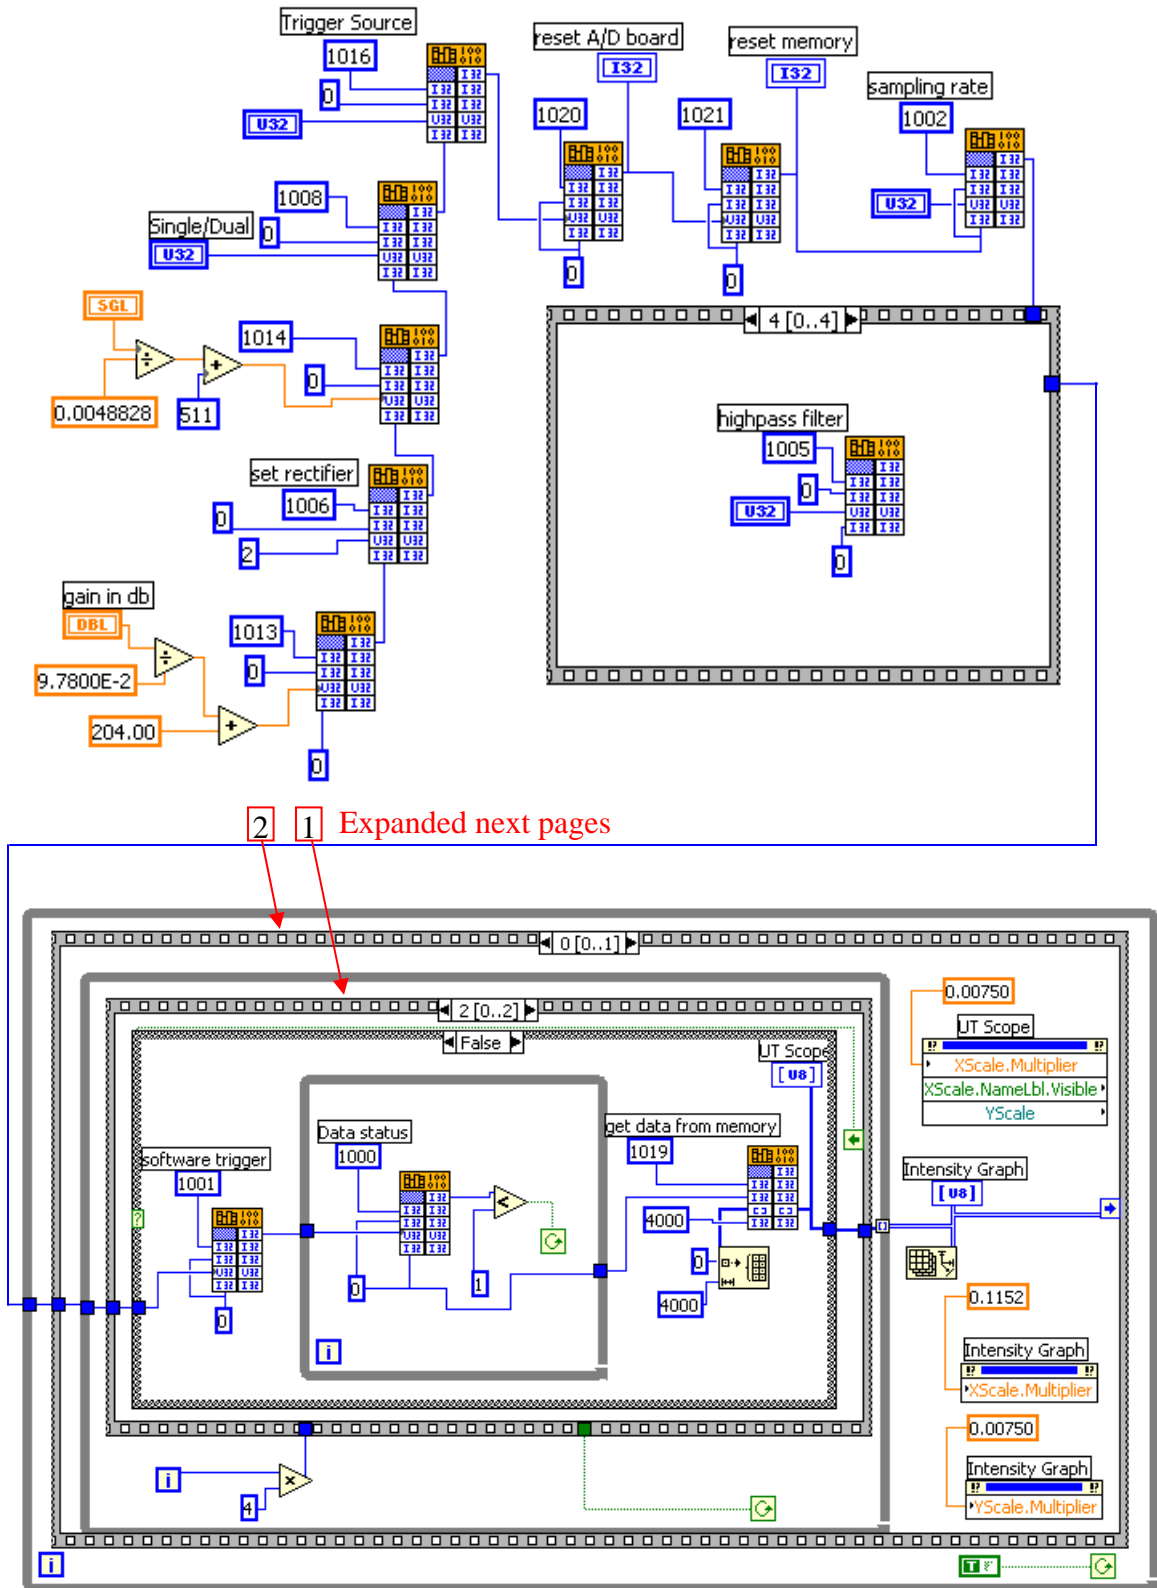 Trigger Source
1016
0
U32
reset A/D board
I32
reset memory
I32
sampling rate
1002
U32
1020
0
1021
0
1008
0
Single/Dual
U32
SGL
0.0048828
÷
+
511
1014
0
4 [0..4]
highpass filter
1005
0
U32
0
set rectifier
1006
0
2
gain in db
DBL
9.7800E-2
÷
204.00
+
1013
0
0
2 1 Expanded next pages
0 [0..1]
2 [0..2]
False
UT Scope
[U8]
software trigger
1001
0
Data status
1000
0
<
1
i
get data from memory
1019
4000
0
4000
?
i
4
x
0.00750
UT Scope
XScale.Multiplier
XScale.NameLbl.Visible
YScale
Intensity Graph
[U8]
0.1152
Intensity Graph
XScale.Multiplier
0.00750
Intensity Graph
YScale.Multiplier
i
T F